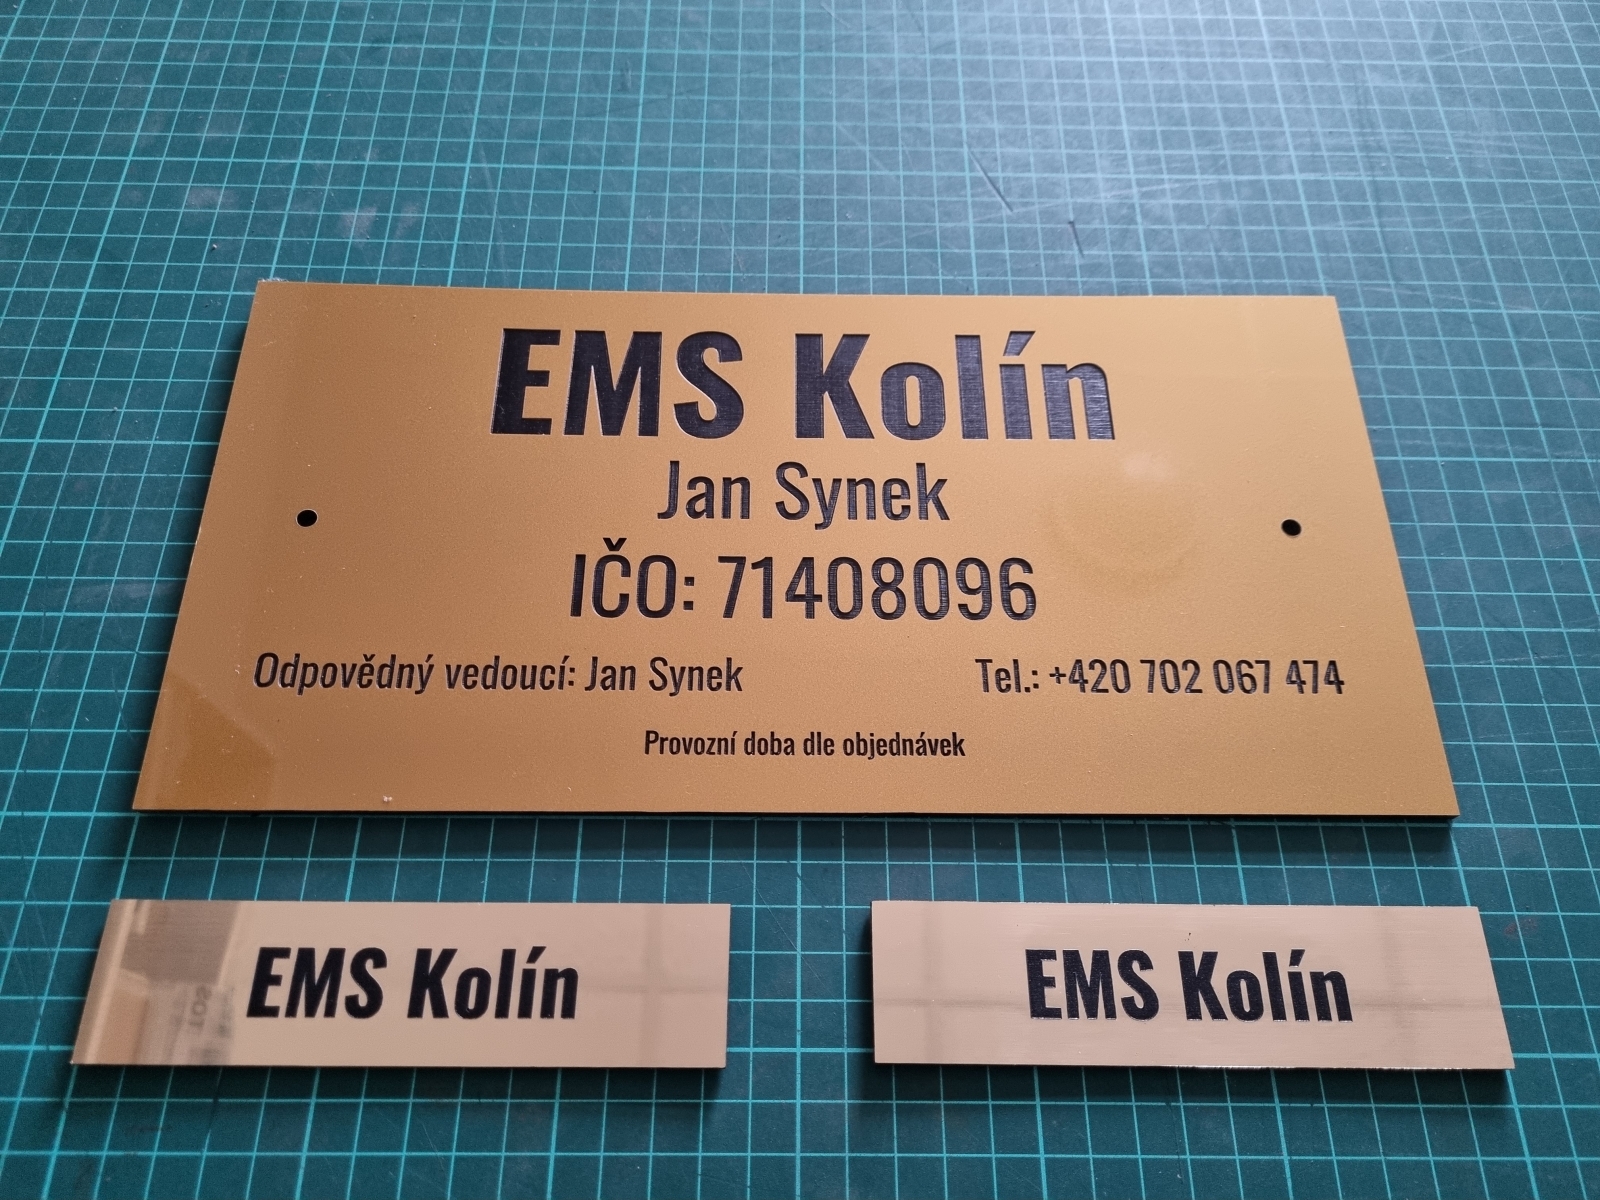 EMS Kolín
Jan Synek
IČO: 71408096
Odpovědný vedoucí: Jan Synek
Tel.: +420 702 067 474
Provozní doba dle objednávek
EMS Kolín
EMS Kolín